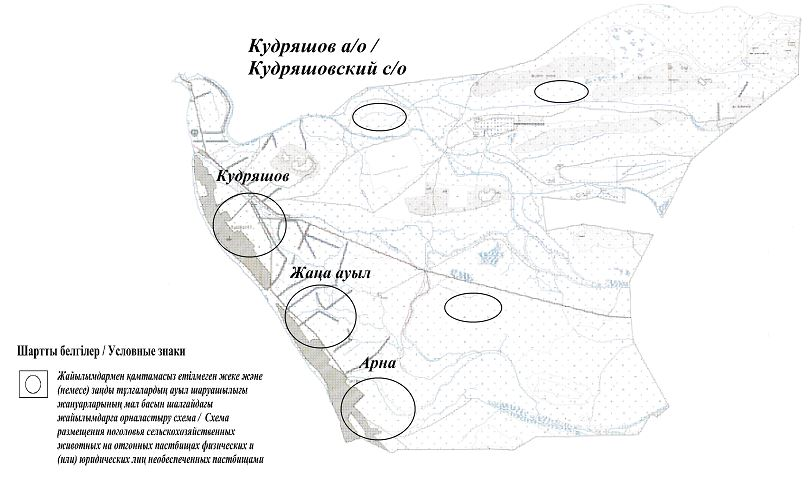 Кудряшов а/о /
Кудряшовский с/о
Кудряшов
Жаңа ауыл
Арна
Шартты белгілер / Условные знаки
Жайылымдармен қамтамасыз етілмеген жеке және
(немесе) заңды тұлғалардың ауыл шаруашылығы
жануарларының мал басын шалғайдағы
жайылымдарға орналастыру схема / Схема
размещения поголовья сельскохозяйственных
животных на отгонных пастбищах физических и
(или) юридических лиц необеспеченных пастбищами